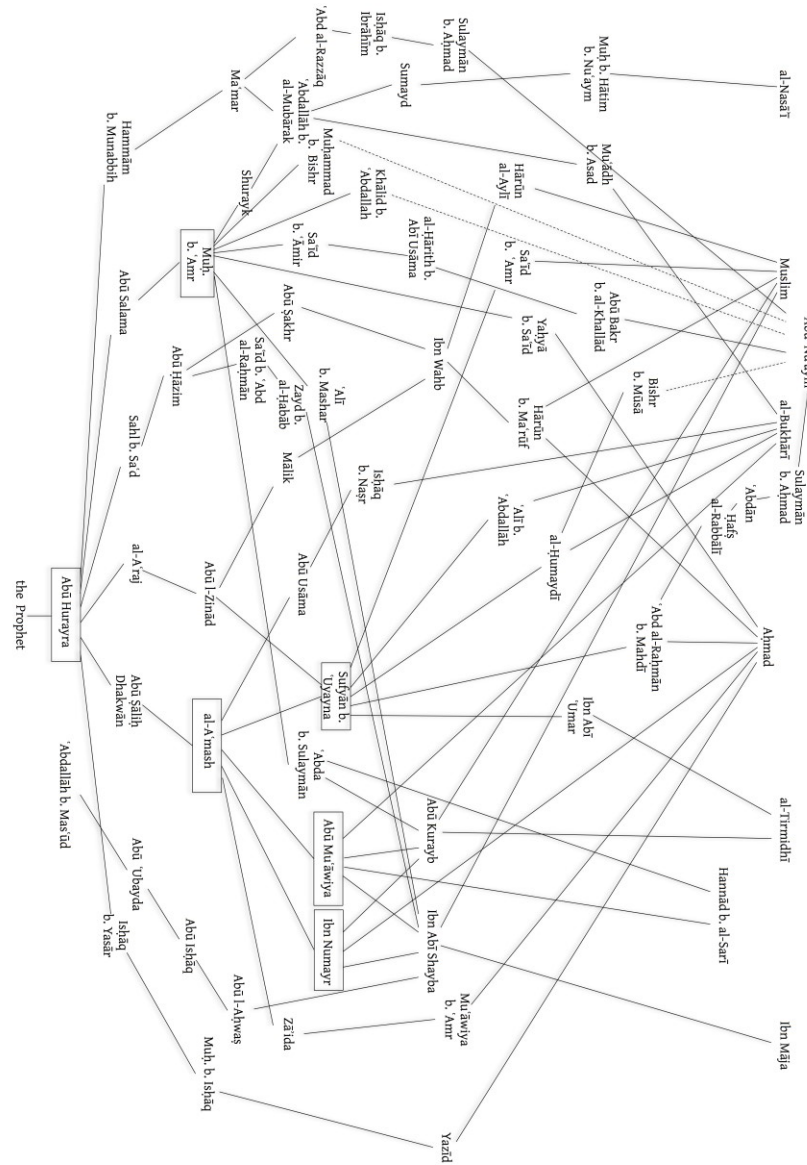 al-Nasāʾī
Muḥ b. Ḥātim
b. Nuʿaym
Sulaymān
b. Aḥmad
Isḥāq b.
Ibrāhīm
ʿAbd al-Razzāq
Sumayd
Maʿmar
ʿAbdallāh b.
al-Mubārak
Hammām
b. Munabbih
Muʿādh
b. Asad
Muḥammad
b. Bishr
Shurayk
Khālid b.
ʿAbdallah
Hārūn
al-Aylī
Muslim
Saʿīd
b. ʿAmr
al-Ḥārith b.
Abī Usāma
Saʿīd
b. ʿĀmir
Muḥ.
b. ʿAmr
Abū Salama
Abū Bakr
b. al-Khallād
Yaḥyā
b. Saʿīd
Abū Ṣakhr
Ibn Wahb
Bishr
b. Mūsā
al-Bukhārī
Sulaymān
b. Aḥmad
ʿAbdān
Ḥafṣ
al-Rabbālī
Hārūn
b. Maʿrūf
ʿAlī
b. Mashar
Zayd b.
al-Ḥabāb
Saʿīd b. ʿAbd
al-Raḥmān
Abū Ḥāzim
Sahl b. Saʿd
Mālik
Isḥāq
b. Naṣr
ʿAlī b.
ʿAbdallāh
al-Ḥumaydī
Abū Usāma
Abū l-Zinād
al-Aʿraj
Abū Hurayra
the Prophet
ʿAbd al-Raḥmān
b. Mahdī
Aḥmad
Sufyān b.
ʿUyayna
Ibn Abī
ʿUmar
Abū Ṣāliḥ
Dhakwān
al-Aʿmash
ʿAbda
b. Sulaymān
Abū Kurayb
al-Tirmidhī
Abū Muʿāwiya
Hannād b. al-Sarī
ʿAbdallāh b. Masʿūd
Abū ʿUbayda
Isḥāq
b. Yasār
Abū Isḥāq
Abū l-Aḥwaṣ
Ibn Numayr
Ibn Abī Shayba
Zāʾida
Muʿāwiya
b. ʿAmr
Ibn Māja
Muḥ. b. Isḥāq
Yazīd